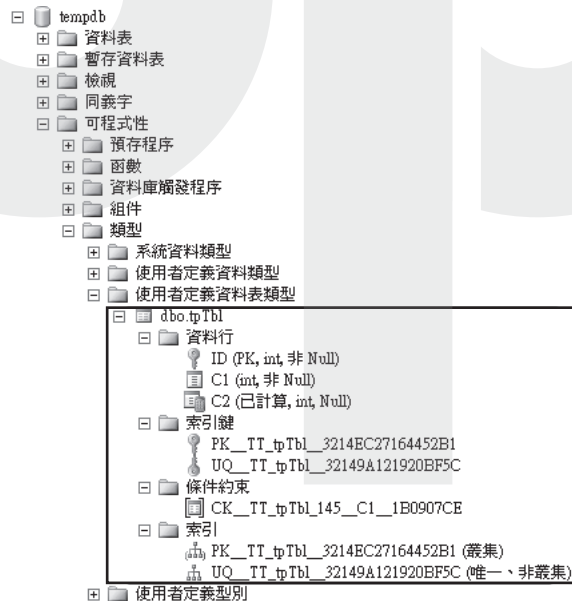 tempdb
資料表
暫存資料表
檢視
同義字
可程式性
預存程序
函數
資料庫觸發程序
組件
類型
系統資料類型
使用者定義資料類型
使用者定義資料表類型
dbo.tpTbl
資料行
ID (PK, int, 非 Null)
C1 (int, 非 Null)
C2 (已計算, int, Null)
索引鍵
PK__TT_tpTbl__3214EC27164452B1
UQ__TT_tpTbl__32149A121920BF5C
條件約束
CK__TT_tpTbl_145__C1__1B0907CE
索引
PK__TT_tpTbl__3214EC27164452B1 (叢集)
UQ__TT_tpTbl__32149A121920BF5C (唯一、非叢集)
使用者定義型別